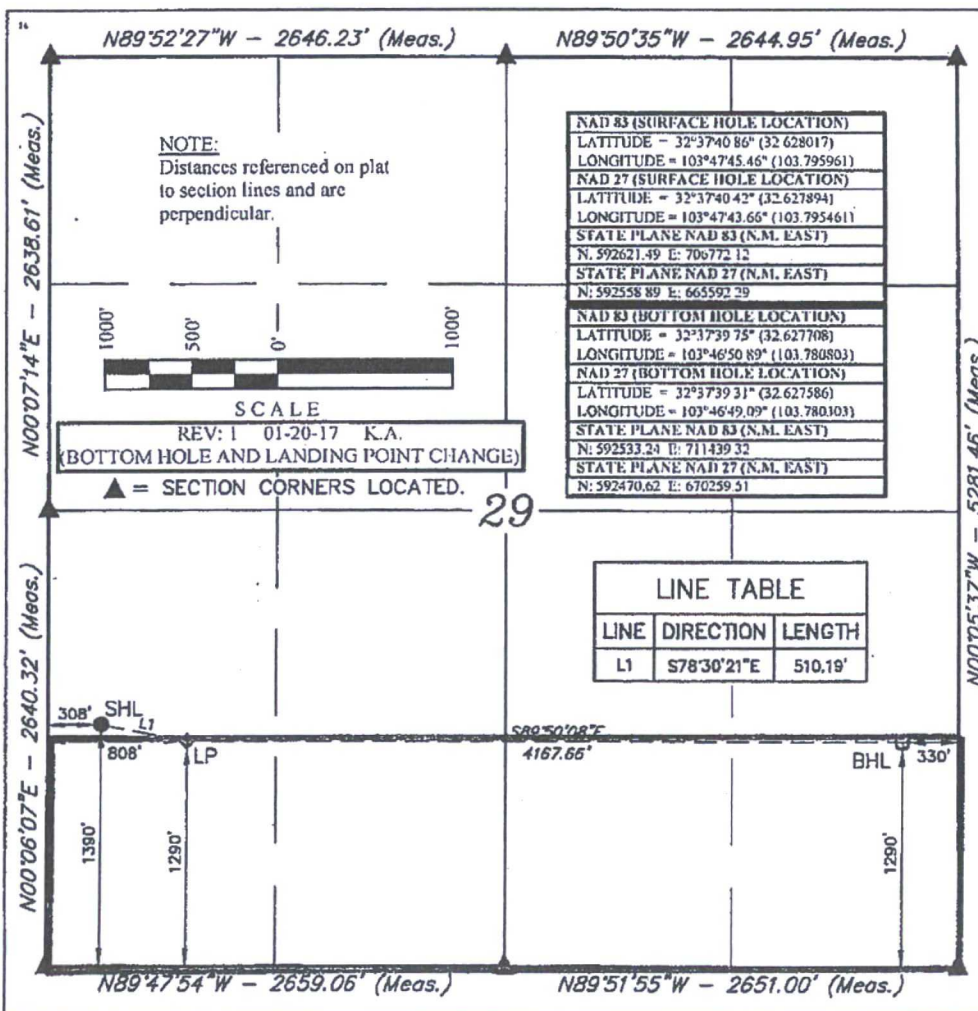 N89°52'27"W - 2646.23' (Meas.)
N89°50'35"W - 2644.95' (Meas.)
N00°07'14"E - 2638.61' (Meas.)
NOTE:
Distances referenced on plat
to section lines and are
perpendicular.
NAD 83 (SURFACE HOLE LOCATION)
LATITUDE = 32°37'40 86" (32 628017)
LONGITUDE = 103°47'45.46" (103.795961)
NAD 27 (SURFACE HOLE LOCATION)
LATITUDE = 32°37'40.42" (32.627894)
LONGITUDE = 103°47'43.66" (103.795461)
STATE PLANE NAD 83 (N.M. EAST)
N. 592621.49 E: 706772 12
STATE PLANE NAD 27 (N.M. EAST)
N: 592558 89 E: 665592 29
NAD 83 (BOTTOM HOLE LOCATION)
LATITUDE = 32°37'39 75" (32.627708)
LONGITUDE = 103°46'50 89" (103.780803)
NAD 27 (BOTTOM HOLE LOCATION)
LATITUDE = 32°37'39 31" (32.627586)
LONGITUDE = 103°46'49.09" (103.780303)
STATE PLANE NAD 83 (N.M. EAST)
N: 592533.24 E: 711439 32
STATE PLANE NAD 27 (N.M. EAST)
N: 592470.62 E: 670259 51
1000' 500' 0' 1000'
SCALE
REV: 1 01-20-17 K.A.
(BOTTOM HOLE AND LANDING POINT CHANGE)
▲ = SECTION CORNERS LOCATED.
29
N00°05'37"W - 5281.46' (Meas.)
LINE TABLE
LINE DIRECTION LENGTH
L1 S78°30'21"E 510.19'
N00°06'07"E - 2640.32' (Meas.)
308' SHL L1
S89°50'08"E
808' LP
4167.66'
BHL 330'
1390'
1290'
1290'
N89°47'54"W - 2659.06' (Meas.)
N89°51'55"W - 2651.00' (Meas.)